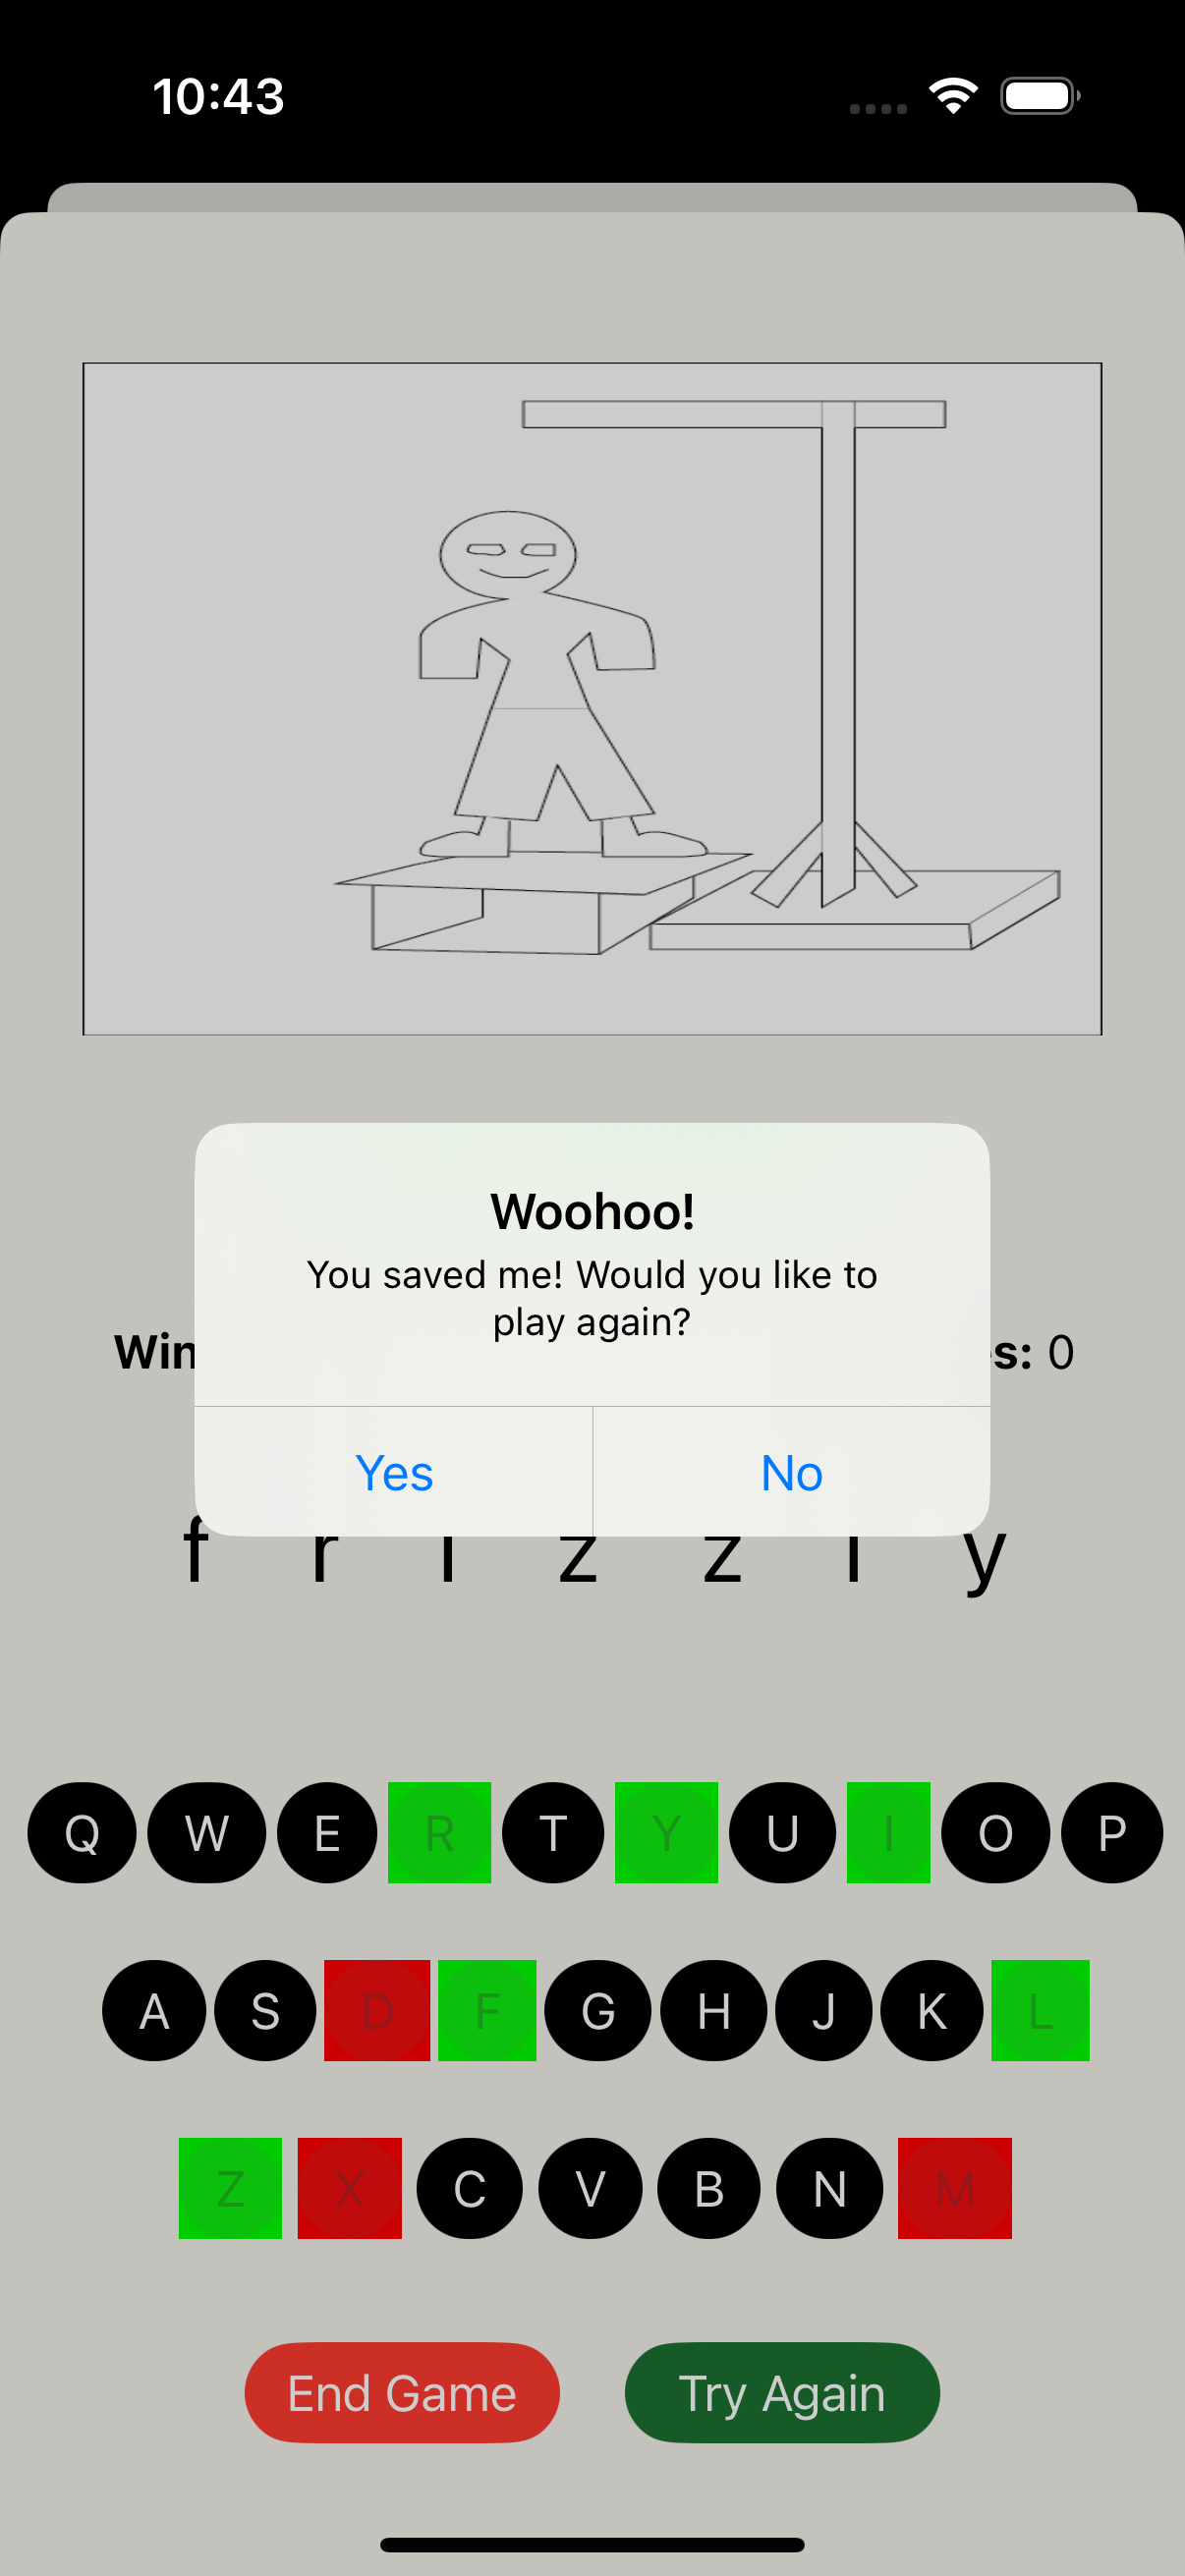 10:43
Woohoo!
You saved me! Would you like to
play again?
Win s: 0
Yes No
f r i z z l y
Q W E R T Y U I O P
A S D F G H J K L
Z X C V B N M
End Game Try Again